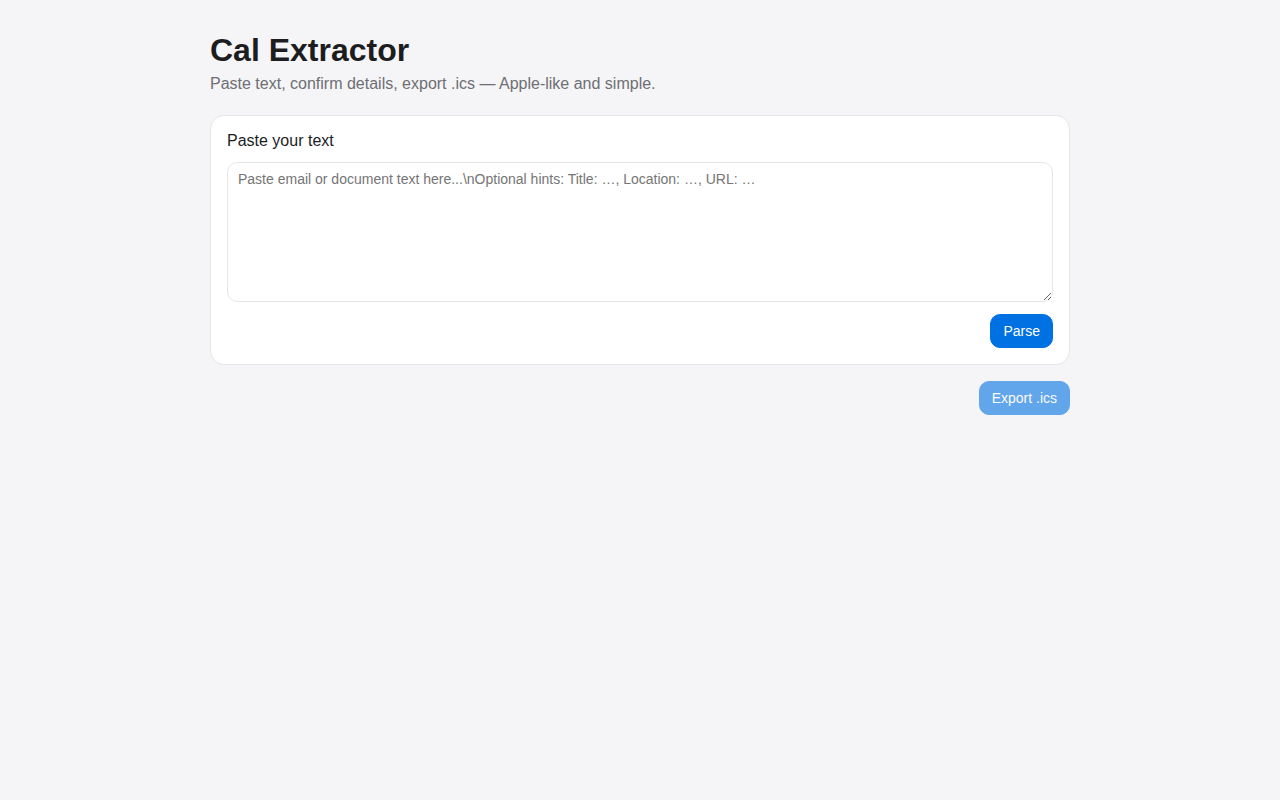 Cal Extractor
Paste text, confirm details, export .ics — Apple-like and simple.
Paste your text
Paste email or document text here...\nOptional hints: Title: …, Location: …, URL: …
Parse
Export .ics